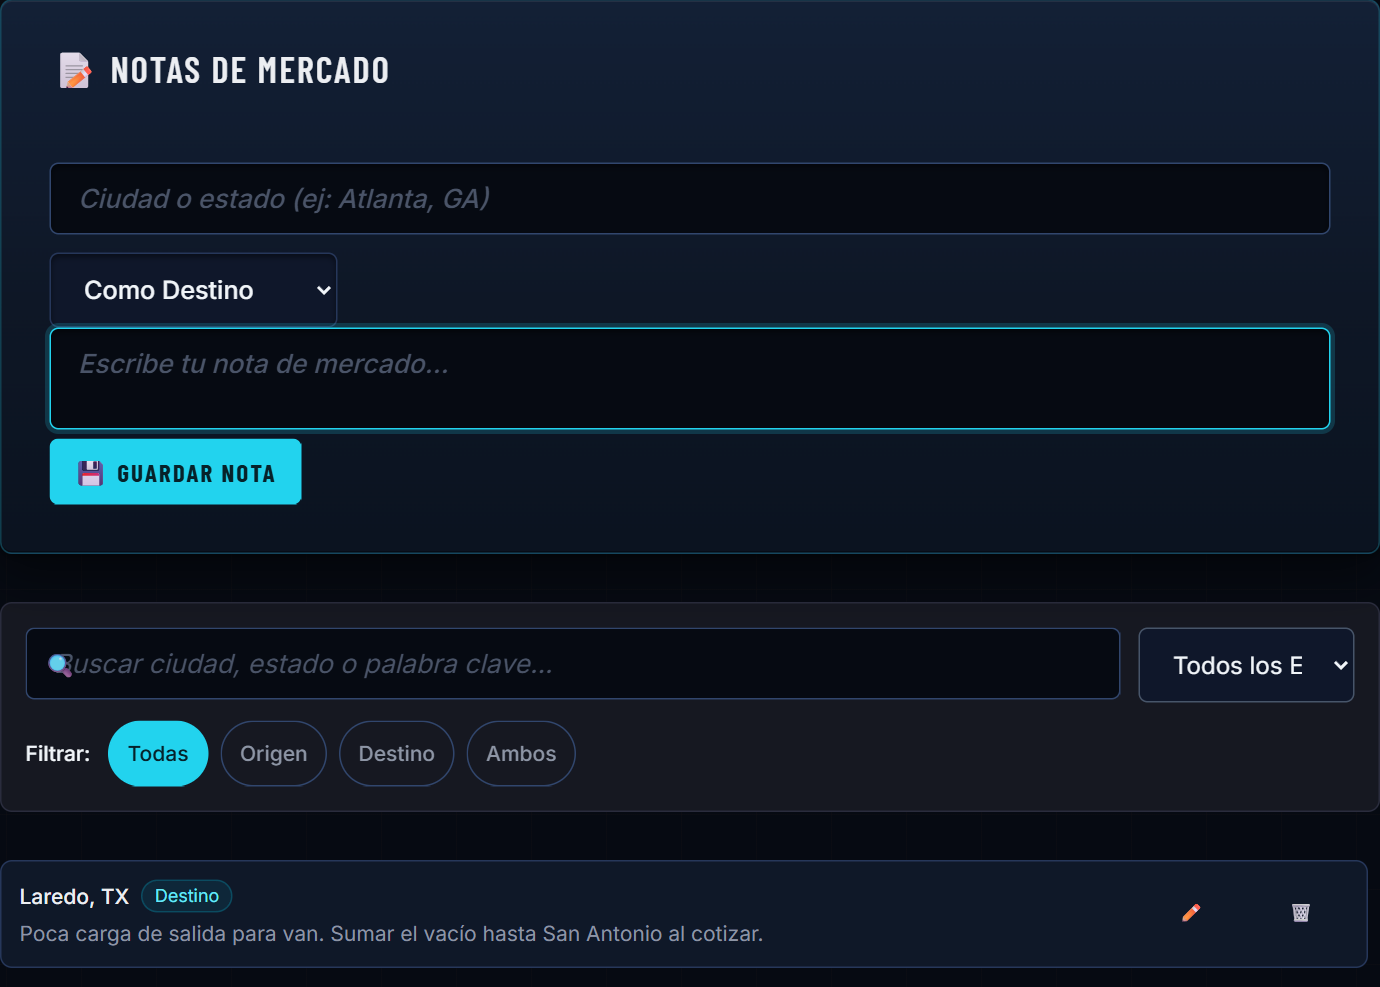 NOTAS DE MERCADO
Ciudad o estado (ej: Atlanta, GA)
Como Destino
Escribe tu nota de mercado...
GUARDAR NOTA
Buscar ciudad, estado o palabra clave...
Todos los E
Filtrar:
Todas
Origen
Destino
Ambos
Laredo, TX
Destino
Poca carga de salida para van. Sumar el vacío hasta San Antonio al cotizar.